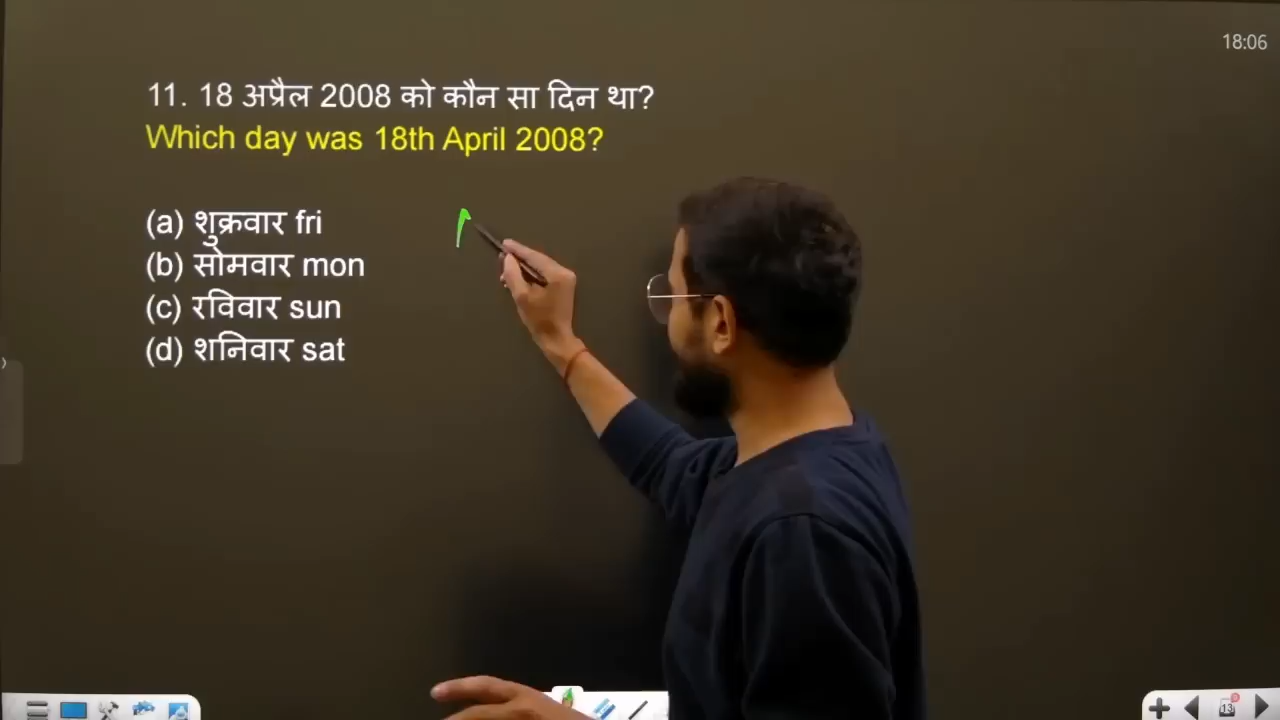 18:06
11. 18 अप्रैल 2008 को कौन सा दिन था?
Which day was 18th April 2008?
(a) शुक्रवार fri
(b) सोमवार mon
(c) रविवार sun
(d) शनिवार sat
13